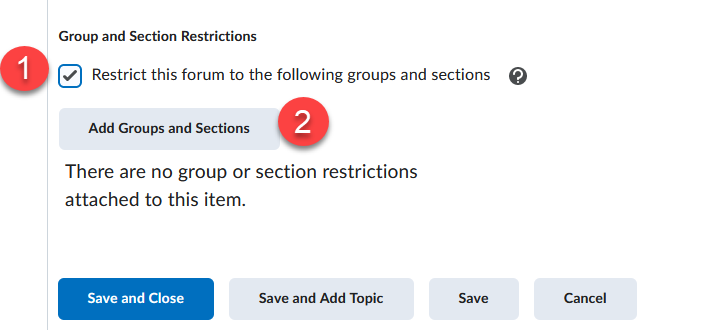 Group and Section Restrictions
1
Restrict this forum to the following groups and sections ?
Add Groups and Sections
2
There are no group or section restrictions
attached to this item.
Save and Close Save and Add Topic Save Cancel